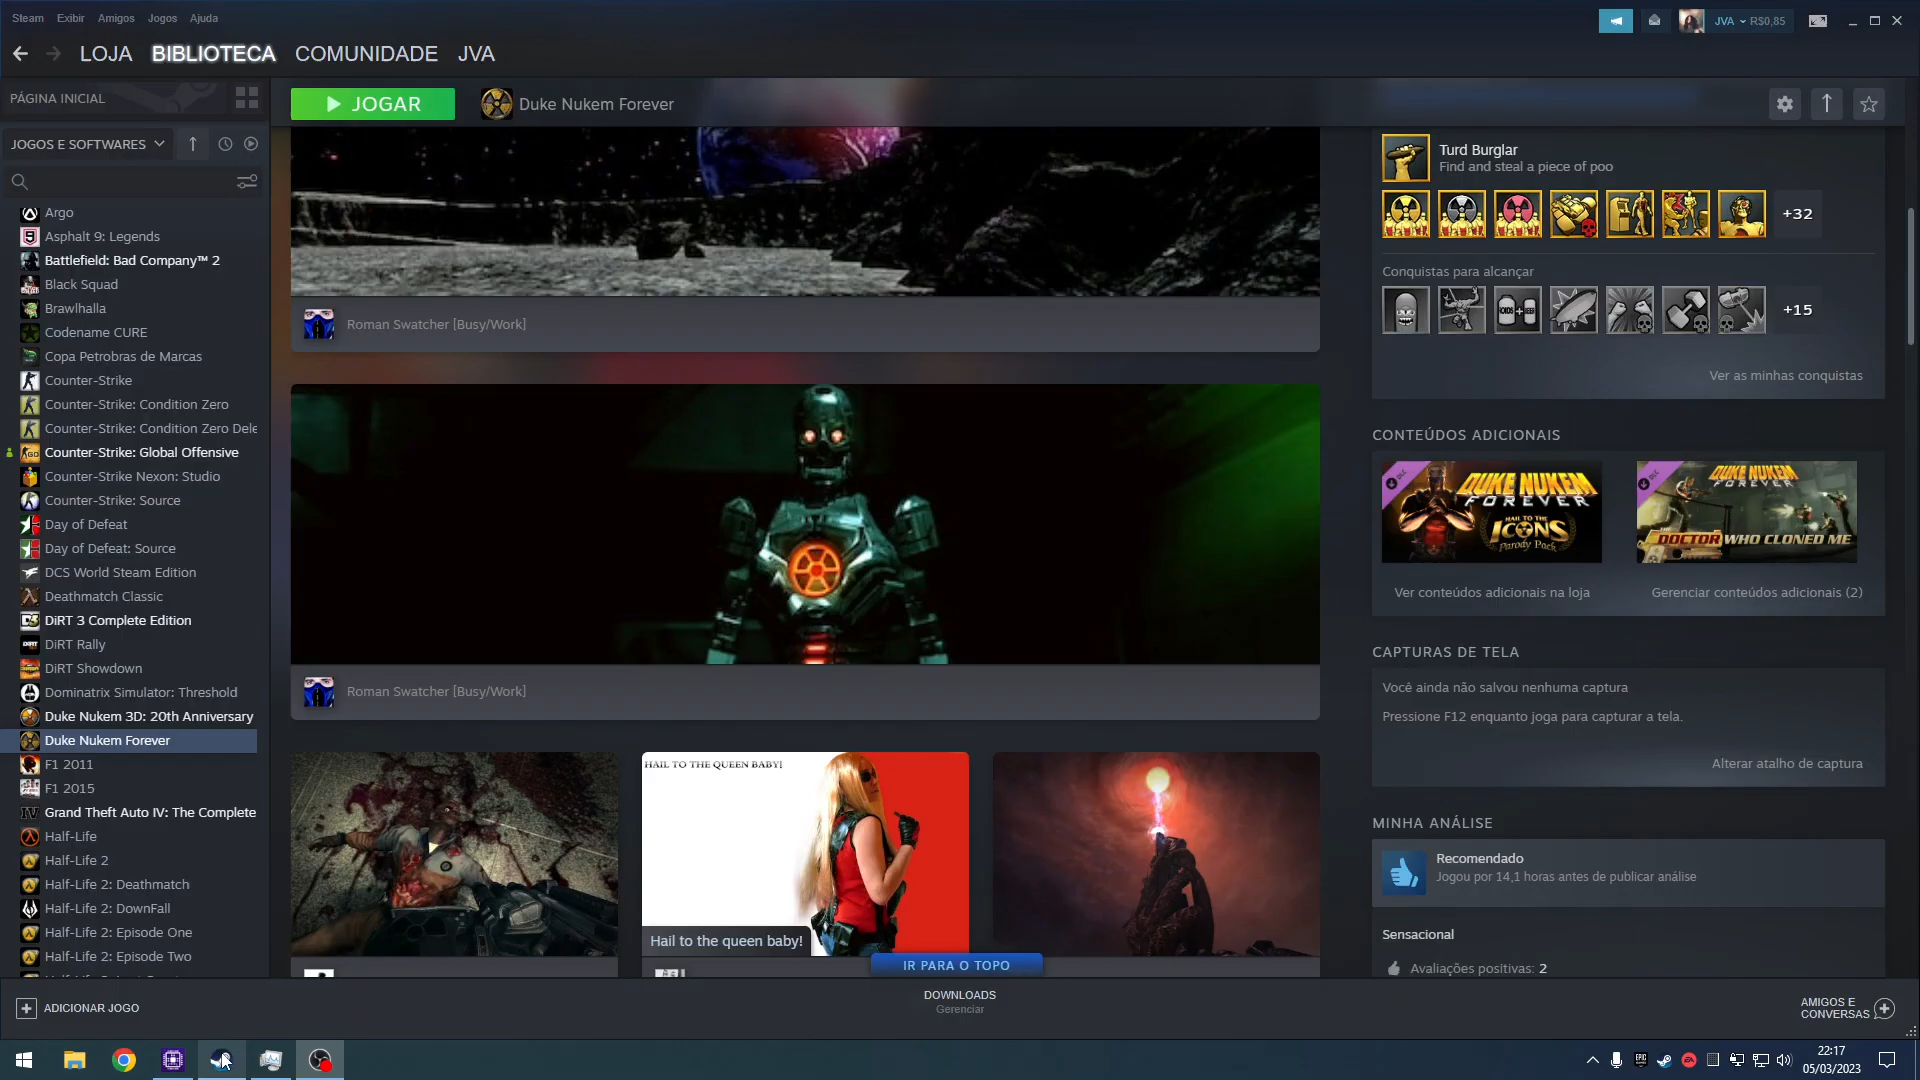 Steam Exibir Amigos Jogos Ajuda
JVA R$0,85
LOJA BIBLIOTECA COMUNIDADE JVA
PÁGINA INICIAL
JOGAR Duke Nukem Forever
JOGOS E SOFTWARES
Argo
Asphalt 9: Legends
Battlefield: Bad Company™ 2
Black Squad
Brawlhalla
Codename CURE
Copa Petrobras de Marcas
Counter-Strike
Counter-Strike: Condition Zero
Counter-Strike: Condition Zero Dele
Counter-Strike: Global Offensive
Counter-Strike Nexon: Studio
Counter-Strike: Source
Day of Defeat
Day of Defeat: Source
DCS World Steam Edition
Deathmatch Classic
DiRT 3 Complete Edition
DiRT Rally
DiRT Showdown
Dominatrix Simulator: Threshold
Duke Nukem 3D: 20th Anniversary
Duke Nukem Forever
F1 2011
F1 2015
Grand Theft Auto IV: The Complete
Half-Life
Half-Life 2
Half-Life 2: Deathmatch
Half-Life 2: DownFall
Half-Life 2: Episode One
Half-Life 2: Episode Two
Roman Swatcher [Busy/Work]
Roman Swatcher [Busy/Work]
HAIL TO THE QUEEN BABY!
Hail to the queen baby!
IR PARA O TOPO
Turd Burglar
Find and steal a piece of poo
+32
Conquistas para alcançar
+15
Ver as minhas conquistas
CONTEÚDOS ADICIONAIS
DLC
DUKE NUKEM
FOREVER
HAIL TO THE
ICONS
Parody Pack
DLC
DUKE NUKEM
FOREVER
THE
DOCTOR WHO CLONED ME
Ver conteúdos adicionais na loja
Gerenciar conteúdos adicionais (2)
CAPTURAS DE TELA
Você ainda não salvou nenhuma captura
Pressione F12 enquanto joga para capturar a tela.
Alterar atalho de captura
MINHA ANÁLISE
Recomendado
Jogou por 14,1 horas antes de publicar análise
Sensacional
Avaliações positivas: 2
ADICIONAR JOGO
DOWNLOADS
Gerenciar
AMIGOS E
CONVERSAS
22:17
05/03/2023